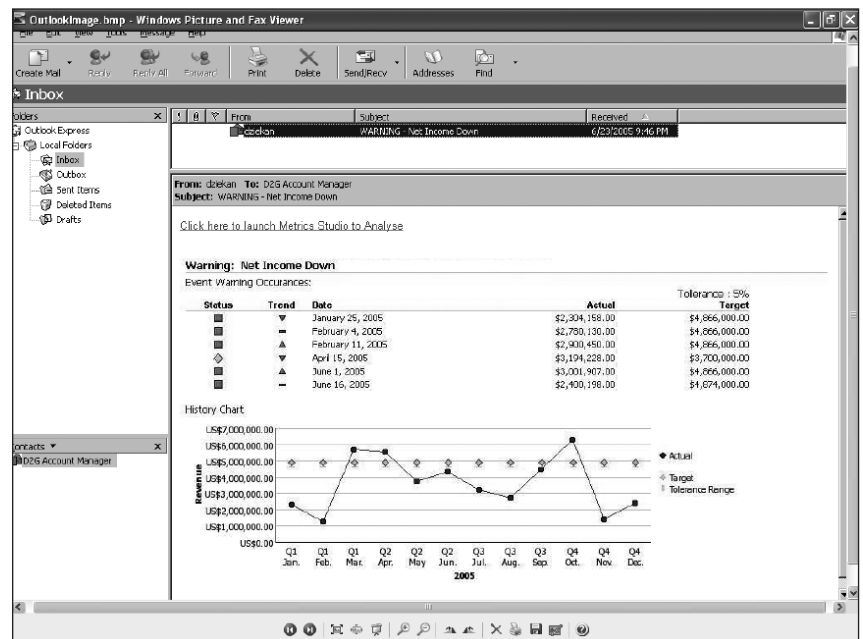 OutlookImage.bmp - Windows Picture and Fax Viewer
File Edit View Tools Message Help
Create Mail Reply Reply All Forward Print Delete Send/Recv Addresses Find
Inbox
olders x
Outlook Express
Local Folders
Inbox
Outbox
Sent Items
Deleted Items
Drafts
! From Subject Received
dziekan WARNING - Net Income Down 6/23/2005 9:46 PM
From: dziekan To: D2G Account Manager
Subject: WARNING - Net Income Down
Click here to launch Metrics Studio to Analyse
Warning: Net Income Down
Event Warning Occurances:
Tolerance : 5%
Status Trend Date Actual Target
January 25, 2005 $2,304,158.00 $4,866,000.00
February 4, 2005 $2,780,130.00 $4,866,000.00
February 11, 2005 $2,900,450.00 $4,866,000.00
April 15, 2005 $3,194,228.00 $3,700,000.00
June 1, 2005 $3,001,907.00 $4,866,000.00
June 16, 2005 $2,400,198.00 $4,874,000.00
History Chart
US$7,000,000.00
US$6,000,000.00
US$5,000,000.00
US$4,000,000.00
US$3,000,000.00
US$2,000,000.00
US$1,000,000.00
US$0.00
Revenue
Actual
Target
Tolerance Range
Q1 Q1 Q1 Q2 Q2 Q2 Q3 Q3 Q3 Q4 Q4 Q4
Jan. Feb. Mar. Apr. May Jun. Jul. Aug. Sep. Oct. Nov. Dec.
2005
ontacts x
D2G Account Manager